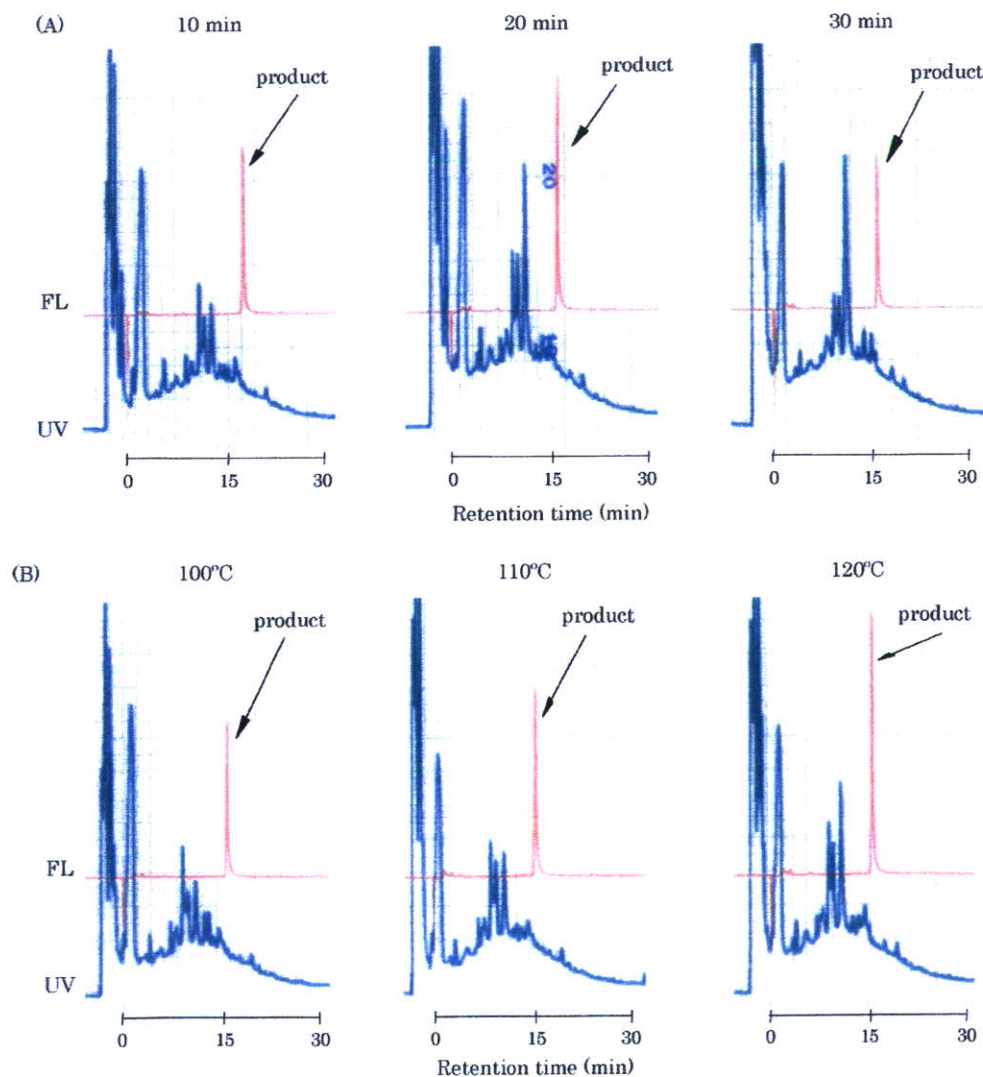 (A) 10 min 20 min 30 min
product product product
20
FL
UV
0 15 30 0 15 30 0 15 30
Retention time (min)
(B) 100°C 110°C 120°C
product product product
FL
UV
0 15 30 0 15 30 0 15 30
Retention time (min)